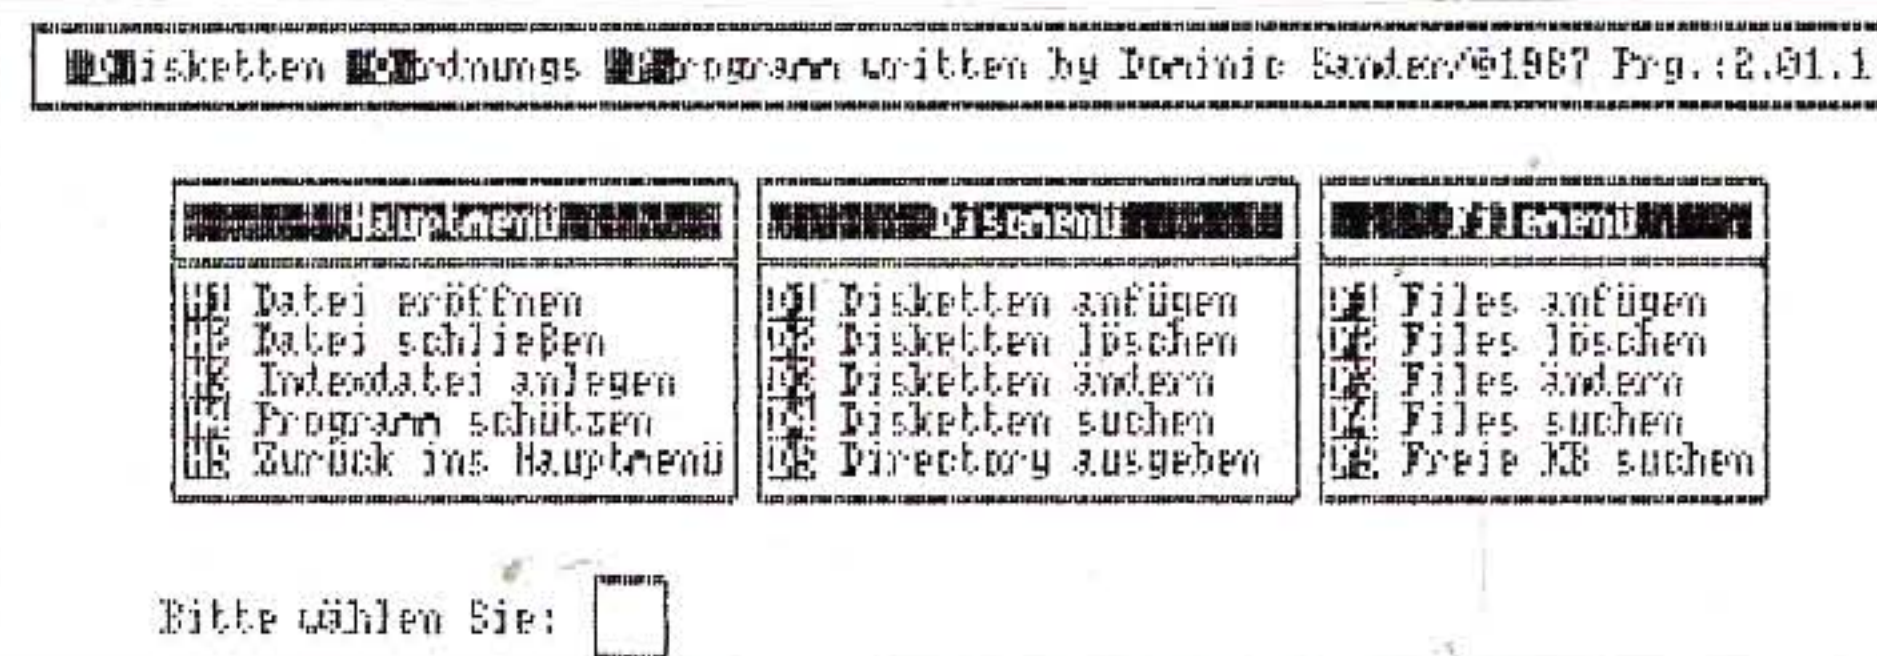 Disketten Ordnungs Programm written by Dominic Sander/©1987 Prg.:2.01.1
Hauptmenü
Datei eröffnen
Datei schließen
Indexdatei anlegen
Programm schützen
Zurück ins Hauptmenü
Discmenü
Disketten anfügen
Disketten löschen
Disketten ändern
Disketten suchen
Directory ausgeben
Filemenü
Files anfügen
Files löschen
Files ändern
Files suchen
Freie KB suchen
Bitte wählen Sie: